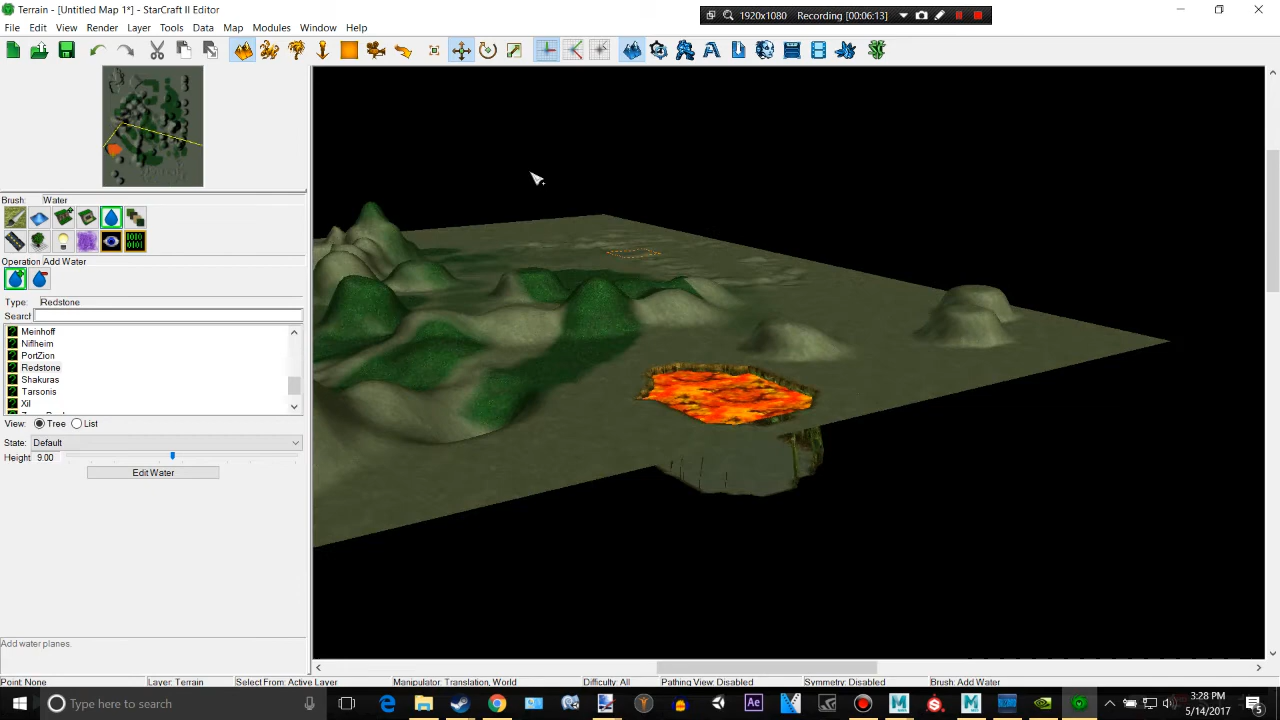 Terrain - [Untitled Map 1*] - StarCraft II Editor
1920x1080 Recording [00:06:13]
File Edit View Render Layer Tools Data Map Modules Window Help
Brush: Water
Operation: Add Water
Type: Redstone
Search
Meinhoff
Niflheim
PortZion
Redstone
Shakuras
Tarsonis
Xil
View: Tree List
State: Default
Height 9.00
Edit Water
Add water planes.
Point: None Layer: Terrain Select From: Active Layer Manipulator: Translation, World Difficulty: All Pathing View: Disabled Symmetry: Disabled Brush: Add Water
Type here to search
Ae
3:28 PM
5/14/2017
5